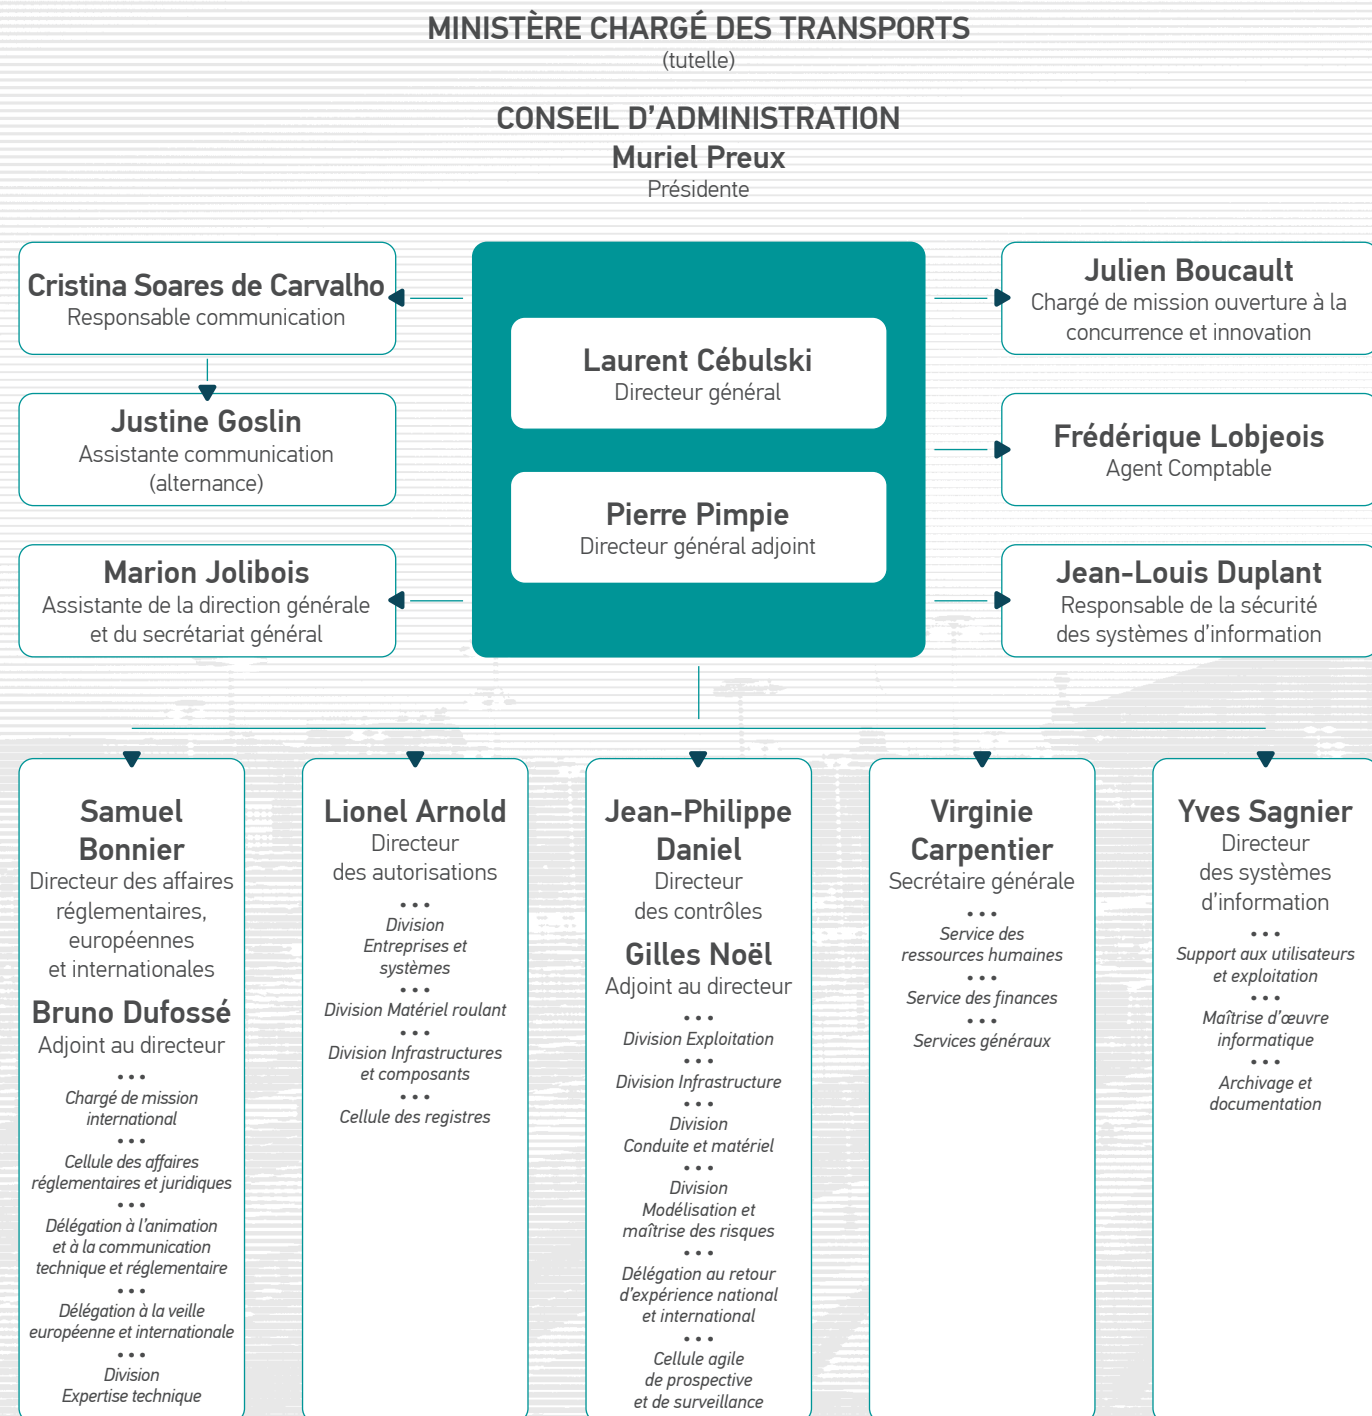 MINISTÈRE CHARGÉ DES TRANSPORTS
(tutelle)
CONSEIL D’ADMINISTRATION
Muriel Preux
Présidente
Cristina Soares de Carvalho
Responsable communication
Justine Goslin
Assistante communication
(alternance)
Marion Jolibois
Assistante de la direction générale
et du secrétariat général
Laurent Cébulski
Directeur général
Pierre Pimpie
Directeur général adjoint
Julien Boucault
Chargé de mission ouverture à la
concurrence et innovation
Frédérique Lobjeois
Agent Comptable
Jean-Louis Duplant
Responsable de la sécurité
des systèmes d’information
Samuel
Bonnier
Directeur des affaires
réglementaires,
européennes
et internationales
Bruno Dufossé
Adjoint au directeur
•••
Chargé de mission
international
•••
Cellule des affaires
réglementaires et juridiques
•••
Délégation à l’animation
et à la communication
technique et réglementaire
•••
Délégation à la veille
européenne et internationale
•••
Division
Expertise technique
Lionel Arnold
Directeur
des autorisations
•••
Division
Entreprises et
systèmes
•••
Division Matériel roulant
•••
Division Infrastructures
et composants
•••
Cellule des registres
Jean-Philippe
Daniel
Directeur
des contrôles
Gilles Noël
Adjoint au directeur
•••
Division Exploitation
•••
Division Infrastructure
•••
Division
Conduite et matériel
•••
Division
Modélisation et
maîtrise des risques
•••
Délégation au retour
d’expérience national
et international
•••
Cellule agile
de prospective
et de surveillance
Virginie
Carpentier
Secrétaire générale
•••
Service des
ressources humaines
•••
Service des finances
•••
Services généraux
Yves Sagnier
Directeur
des systèmes
d’information
•••
Support aux utilisateurs
et exploitation
•••
Maîtrise d’œuvre
informatique
•••
Archivage et
documentation